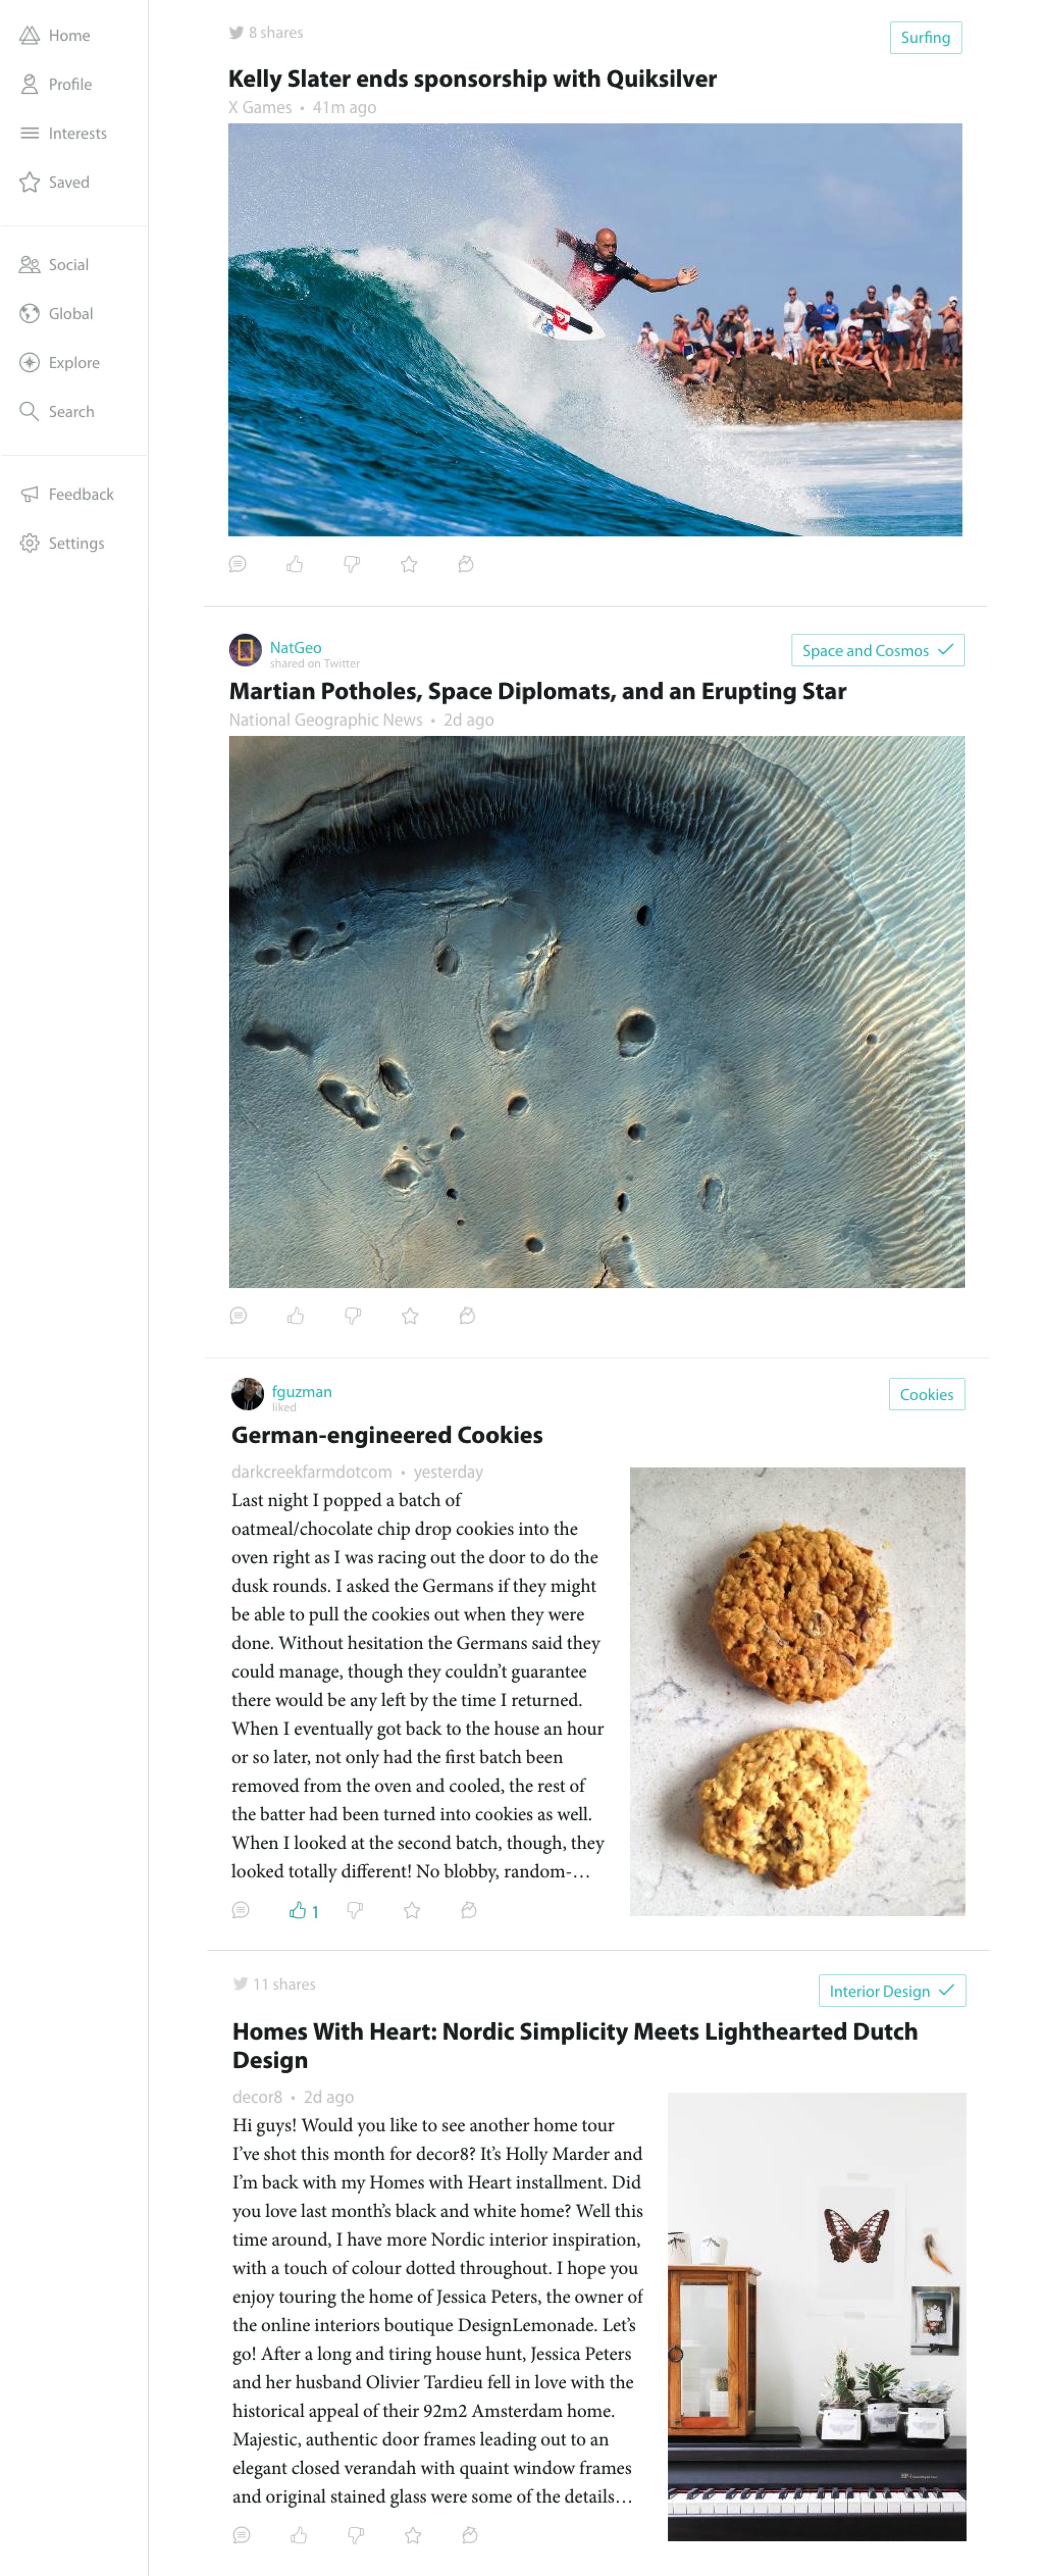 Home
Profile
Interests
Saved
Social
Global
Explore
Search
Feedback
Settings
8 shares
Surfing
Kelly Slater ends sponsorship with Quiksilver
X Games • 41m ago
NatGeo
shared on Twitter
Space and Cosmos
Martian Potholes, Space Diplomats, and an Erupting Star
National Geographic News • 2d ago
fguzman
liked
Cookies
German-engineered Cookies
darkcreekfarmdotcom • yesterday
Last night I popped a batch of
oatmeal/chocolate chip drop cookies into the
oven right as I was racing out the door to do the
dusk rounds. I asked the Germans if they might
be able to pull the cookies out when they were
done. Without hesitation the Germans said they
could manage, though they couldn’t guarantee
there would be any left by the time I returned.
When I eventually got back to the house an hour
or so later, not only had the first batch been
removed from the oven and cooled, the rest of
the batter had been turned into cookies as well.
When I looked at the second batch, though, they
looked totally different! No blobby, random-…
1
11 shares
Interior Design
Homes With Heart: Nordic Simplicity Meets Lighthearted Dutch
Design
decor8 • 2d ago
Hi guys! Would you like to see another home tour
I’ve shot this month for decor8? It’s Holly Marder and
I’m back with my Homes with Heart installment. Did
you love last month’s black and white home? Well this
time around, I have more Nordic interior inspiration,
with a touch of colour dotted throughout. I hope you
enjoy touring the home of Jessica Peters, the owner of
the online interiors boutique DesignLemonade. Let’s
go! After a long and tiring house hunt, Jessica Peters
and her husband Olivier Tardieu fell in love with the
historical appeal of their 92m2 Amsterdam home.
Majestic, authentic door frames leading out to an
elegant closed verandah with quaint window frames
and original stained glass were some of the details…